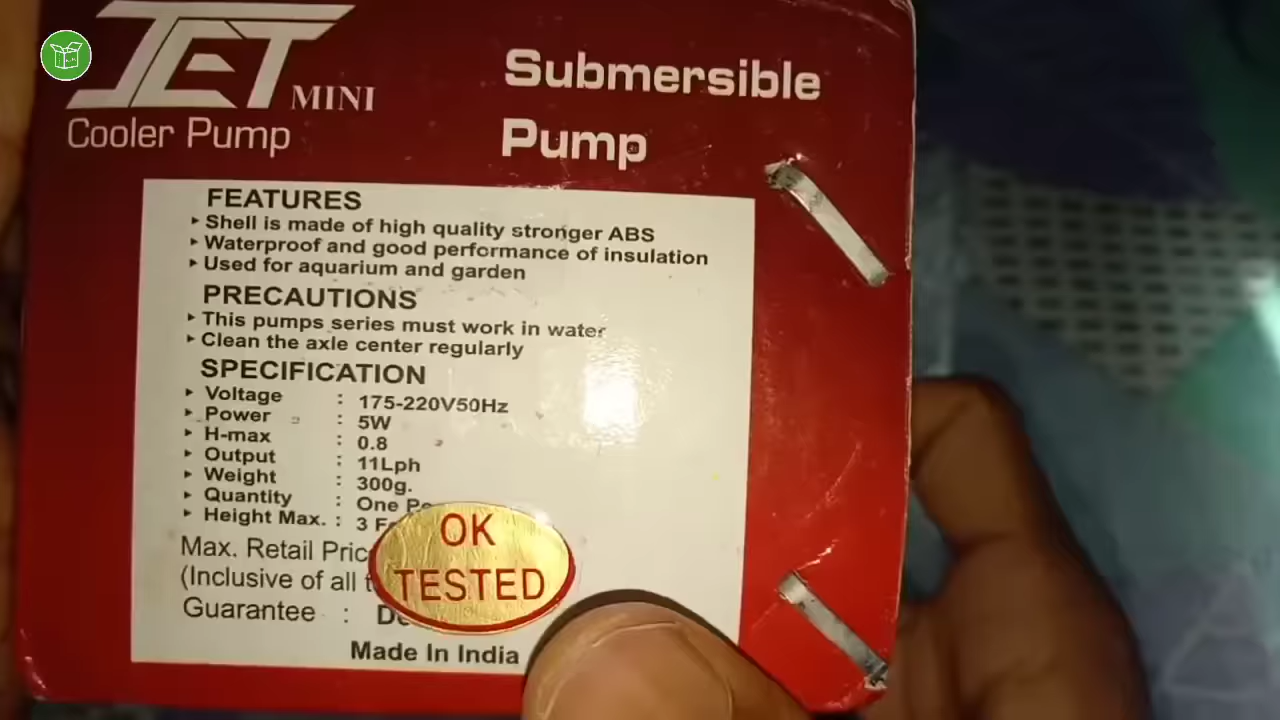 JET MINI
Cooler Pump
Submersible
Pump
FEATURES
▸ Shell is made of high quality stronger ABS
▸ Waterproof and good performance of insulation
▸ Used for aquarium and garden
PRECAUTIONS
▸ This pumps series must work in water
▸ Clean the axle center regularly
SPECIFICATION
▸ Voltage : 175-220V50Hz
▸ Power : 5W
▸ H-max : 0.8
▸ Output : 11Lph
▸ Weight : 300g.
▸ Quantity : One
▸ Height Max. : 3
Max. Retail
(Inclusive of all
Guarantee :
OK
TESTED
Made In India